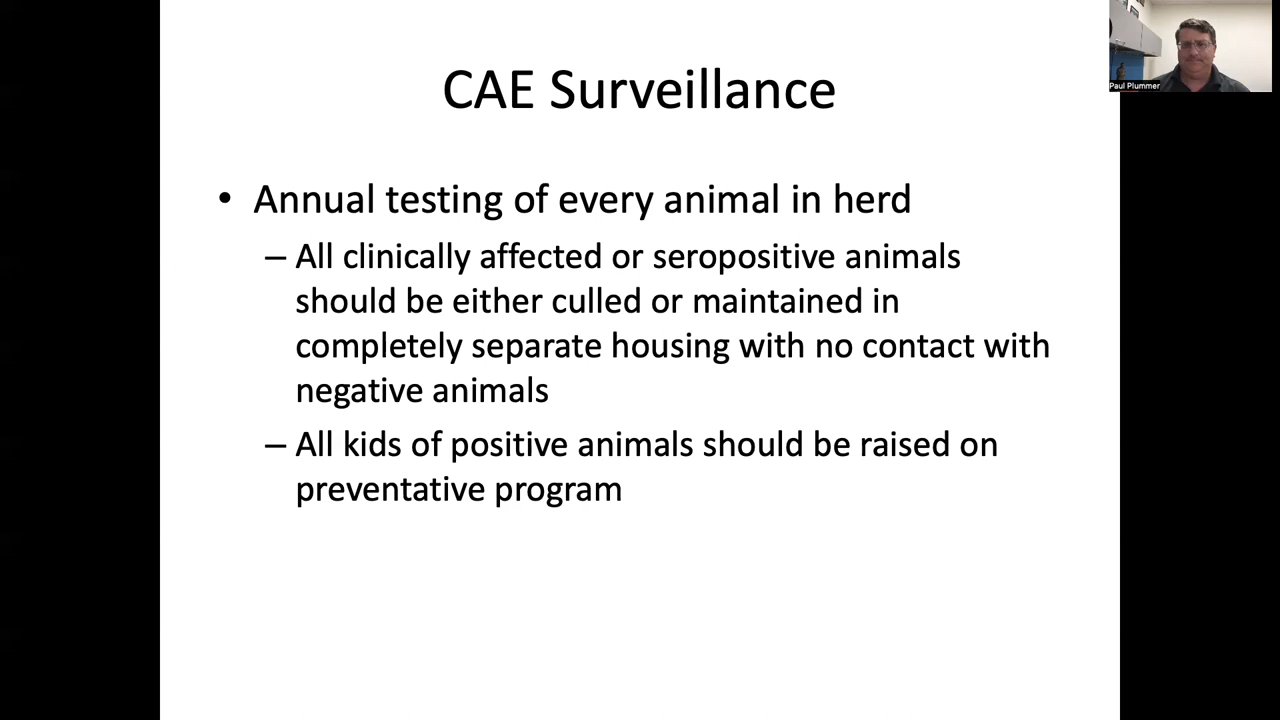 CAE Surveillance
• Annual testing of every animal in herd
– All clinically affected or seropositive animals
should be either culled or maintained in
completely separate housing with no contact with
negative animals
– All kids of positive animals should be raised on
preventative program
Paul Plummer